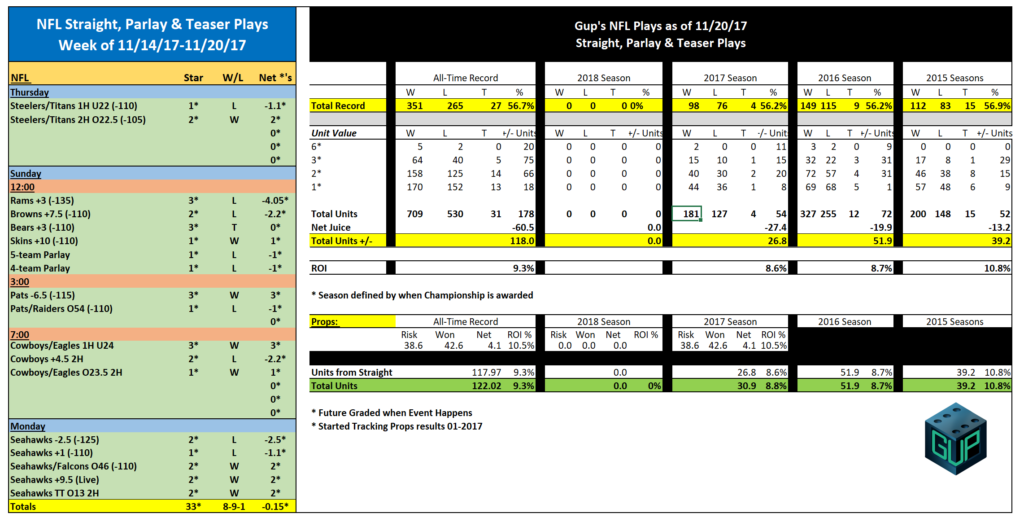 NFL Straight, Parlay & Teaser Plays
Week of 11/14/17-11/20/17
NFL Star W/L Net *'s
Thursday
Steelers/Titans 1H U22 (-110) 1* L -1.1*
Steelers/Titans 2H O22.5 (-105) 2* W 2*
0*
0*
0*
Sunday
12:00
Rams +3 (-135) 3* L -4.05*
Browns +7.5 (-110) 2* L -2.2*
Bears +3 (-110) 3* T 0*
Skins +10 (-110) 1* W 1*
5-team Parlay 1* L -1*
4-team Parlay 1* L -1*
3:00
Pats -6.5 (-115) 3* W 3*
Pats/Raiders O54 (-110) 1* L -1*
0*
7:00
Cowboys/Eagles 1H U24 3* W 3*
Cowboys +4.5 2H 2* L -2.2*
Cowboys/Eagles O23.5 2H 1* W 1*
0*
0*
0*
Monday
Seahawks -2.5 (-125) 2* L -2.5*
Seahawks +1 (-110) 1* L -1.1*
Seahawks/Falcons O46 (-110) 2* W 2*
Seahawks +9.5 (Live) 2* W 2*
Seahawks TT O13 2H 2* W 2*
Totals 33* 8-9-1 -0.15*
Gup's NFL Plays as of 11/20/17
Straight, Parlay & Teaser Plays
All-Time Record 2018 Season 2017 Season 2016 Season 2015 Seasons
W L T % W L T % W L T % W L T % W L T %
Total Record 351 265 27 56.7% 0 0 0 0% 98 76 4 56.2% 149 115 9 56.2% 112 83 15 56.9%
Unit Value W L T +/- Units W L T +/- Units W L T -/- Units W L T +/- Units W L T +/- Units
6* 5 2 0 20 0 0 0 0 2 0 0 11 3 2 0 9 0 0 0 0
3* 64 40 5 75 0 0 0 0 15 10 1 15 32 22 3 31 17 8 1 29
2* 158 125 14 66 0 0 0 0 40 30 2 20 72 57 4 31 46 38 8 15
1* 170 152 13 18 0 0 0 0 44 36 1 8 69 68 5 1 57 48 6 9
Total Units 709 530 31 178 0 0 0 0 181 127 4 54 327 255 12 72 200 148 15 52
Net Juice -60.5 0.0 -27.4 -19.9 -13.2
Total Units +/- 118.0 0.0 26.8 51.9 39.2
ROI 9.3% 8.6% 8.7% 10.8%
* Season defined by when Championship is awarded
Props: All-Time Record 2018 Season 2017 Season 2016 Season 2015 Seasons
Risk Won Net ROI % Risk Won Net ROI % Risk Won Net ROI %
38.6 42.6 4.1 10.5% 0.0 0.0 0.0 38.6 42.6 4.1 10.5%
Units from Straight 117.97 9.3% 0.0 26.8 8.6% 51.9 8.7% 39.2 10.8%
Total Units 122.02 9.3% 0.0 0% 30.9 8.8% 51.9 8.7% 39.2 10.8%
* Future Graded when Event Happens
* Started Tracking Props results 01-2017
GUP